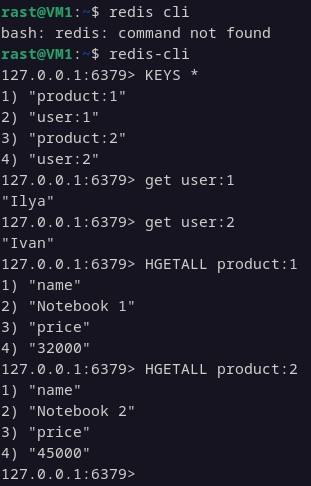 rast@VM1:~$ redis cli
bash: redis: command not found
rast@VM1:~$ redis-cli
127.0.0.1:6379> KEYS *
1) "product:1"
2) "user:1"
3) "product:2"
4) "user:2"
127.0.0.1:6379> get user:1
"Ilya"
127.0.0.1:6379> get user:2
"Ivan"
127.0.0.1:6379> HGETALL product:1
1) "name"
2) "Notebook 1"
3) "price"
4) "32000"
127.0.0.1:6379> HGETALL product:2
1) "name"
2) "Notebook 2"
3) "price"
4) "45000"
127.0.0.1:6379>